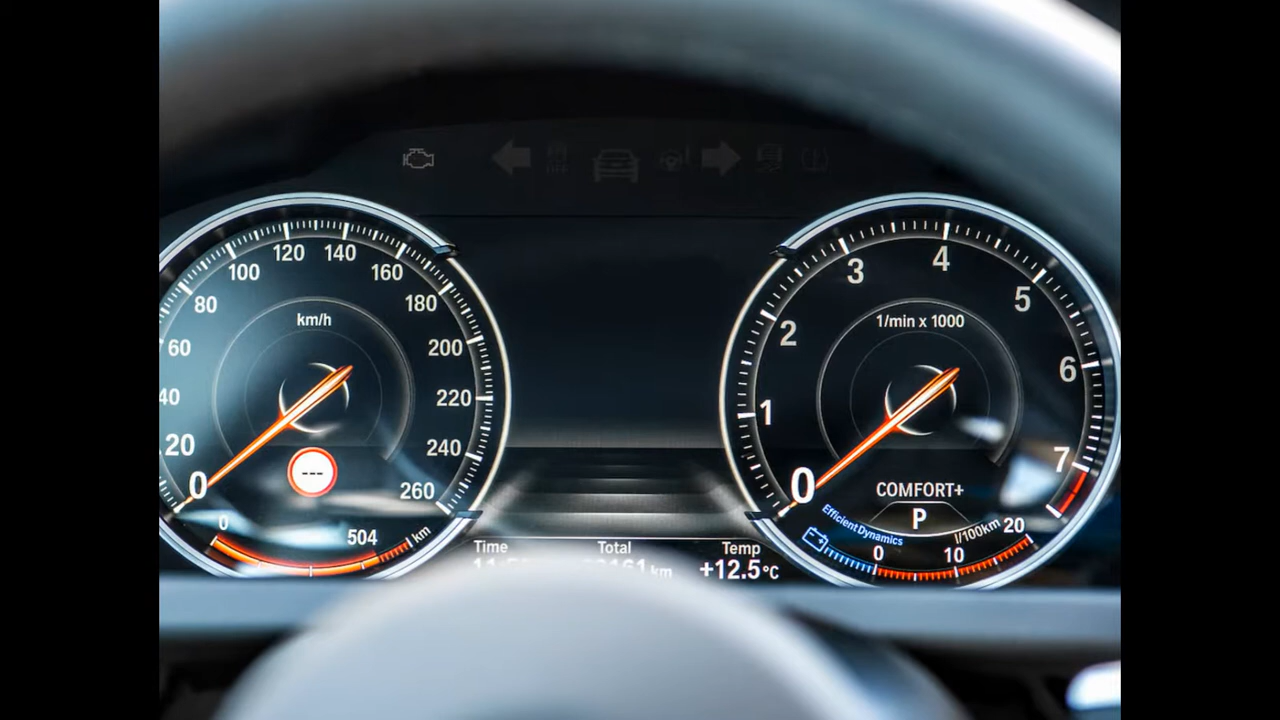 120 140
100 160
80 180
60 200
40 220
20 240
0 260
km/h
---
0 504 km
Time Total Temp
km +12.5°C
4
3 5
2 6
1 7
0
1/min x 1000
COMFORT+
P
EfficientDynamics
0 10 20
l/100km